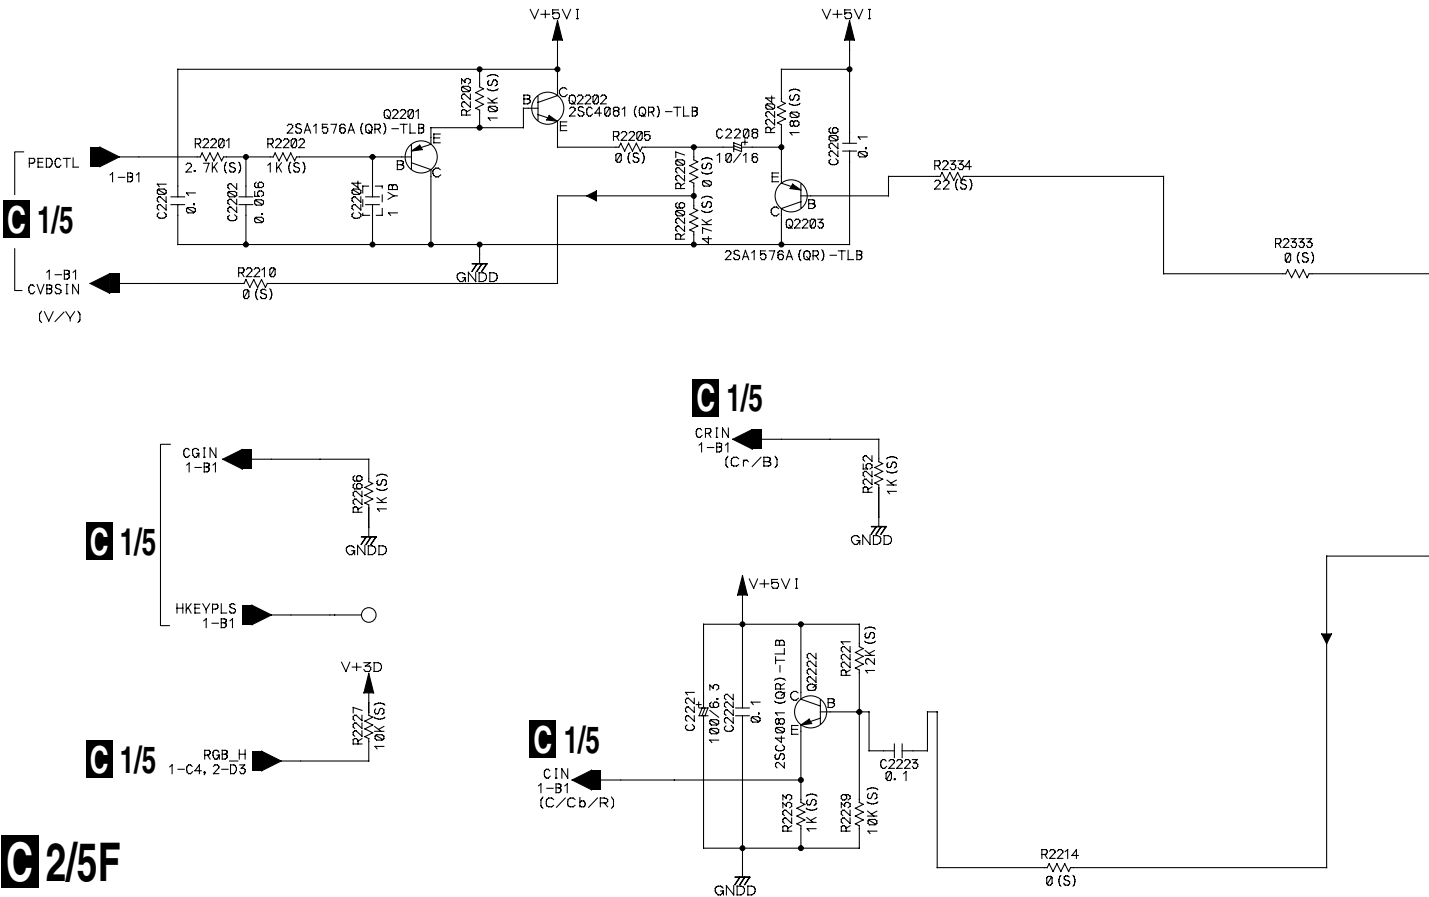 V+5VI
V+5VI
R2203
10K(S)
C
B
E
Q2202
2SC4081(QR)-TLB
Q2201
2SA1576A(QR)-TLB
E
B
C
R2204
180(S)
C2206
0.1
PEDCTL
1-B1
R2201
2.7K(S)
R2202
1K(S)
R2205
0(S)
C2208
+
10/16
R2207
0(S)
R2334
22(S)
C2201
0.1
C2202
0.056
C2204
1 YB
E
B
C
Q2203
2SA1576A(QR)-TLB
R2206
47K(S)
C 1/5
R2333
0(S)
1-B1
CVBSIN
(V/Y)
R2210
0(S)
GNDD
C 1/5
CRIN
1-B1
(Cr/B)
R2252
1K(S)
GNDD
CGIN
1-B1
R2266
1K(S)
GNDD
C 1/5
HKEYPLS
1-B1
V+5VI
V+3D
R2227
10K(S)
C 1/5
RGB_H
1-C4,2-D3
C2221
+
100/6.3
C2222
0.1
2SC4081(QR)-TLB
Q2222
C
B
E
R2221
12K(S)
C 1/5
CIN
1-B1
(C/Cb/R)
C2223
0.1
R2233
1K(S)
R2239
10K(S)
R2214
0(S)
GNDD
C 2/5F